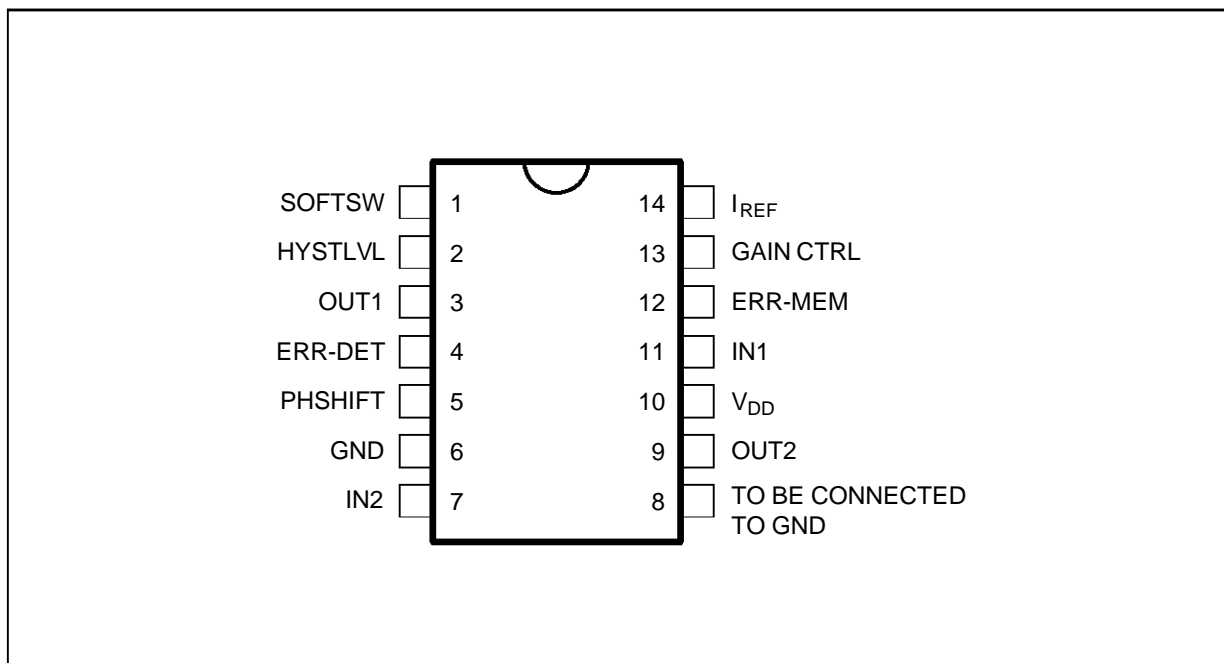 SOFTSW 1 14 IREF
HYSTLVL 2 13 GAIN CTRL
OUT1 3 12 ERR-MEM
ERR-DET 4 11 IN1
PHSHIFT 5 10 VDD
GND 6 9 OUT2
IN2 7 8 TO BE CONNECTED
TO GND